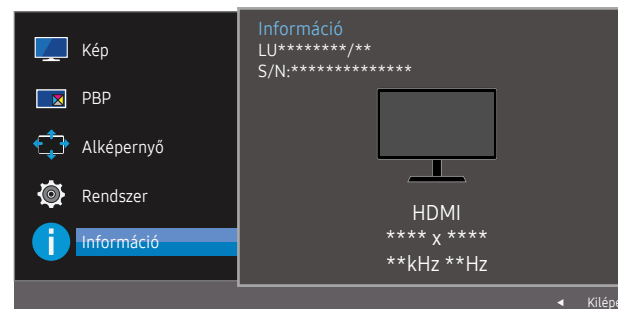 Kép
PBP
Alképernyő
Rendszer
Információ
Információ
LU********/**
S/N:**************
HDMI
**** x ****
**kHz **Hz